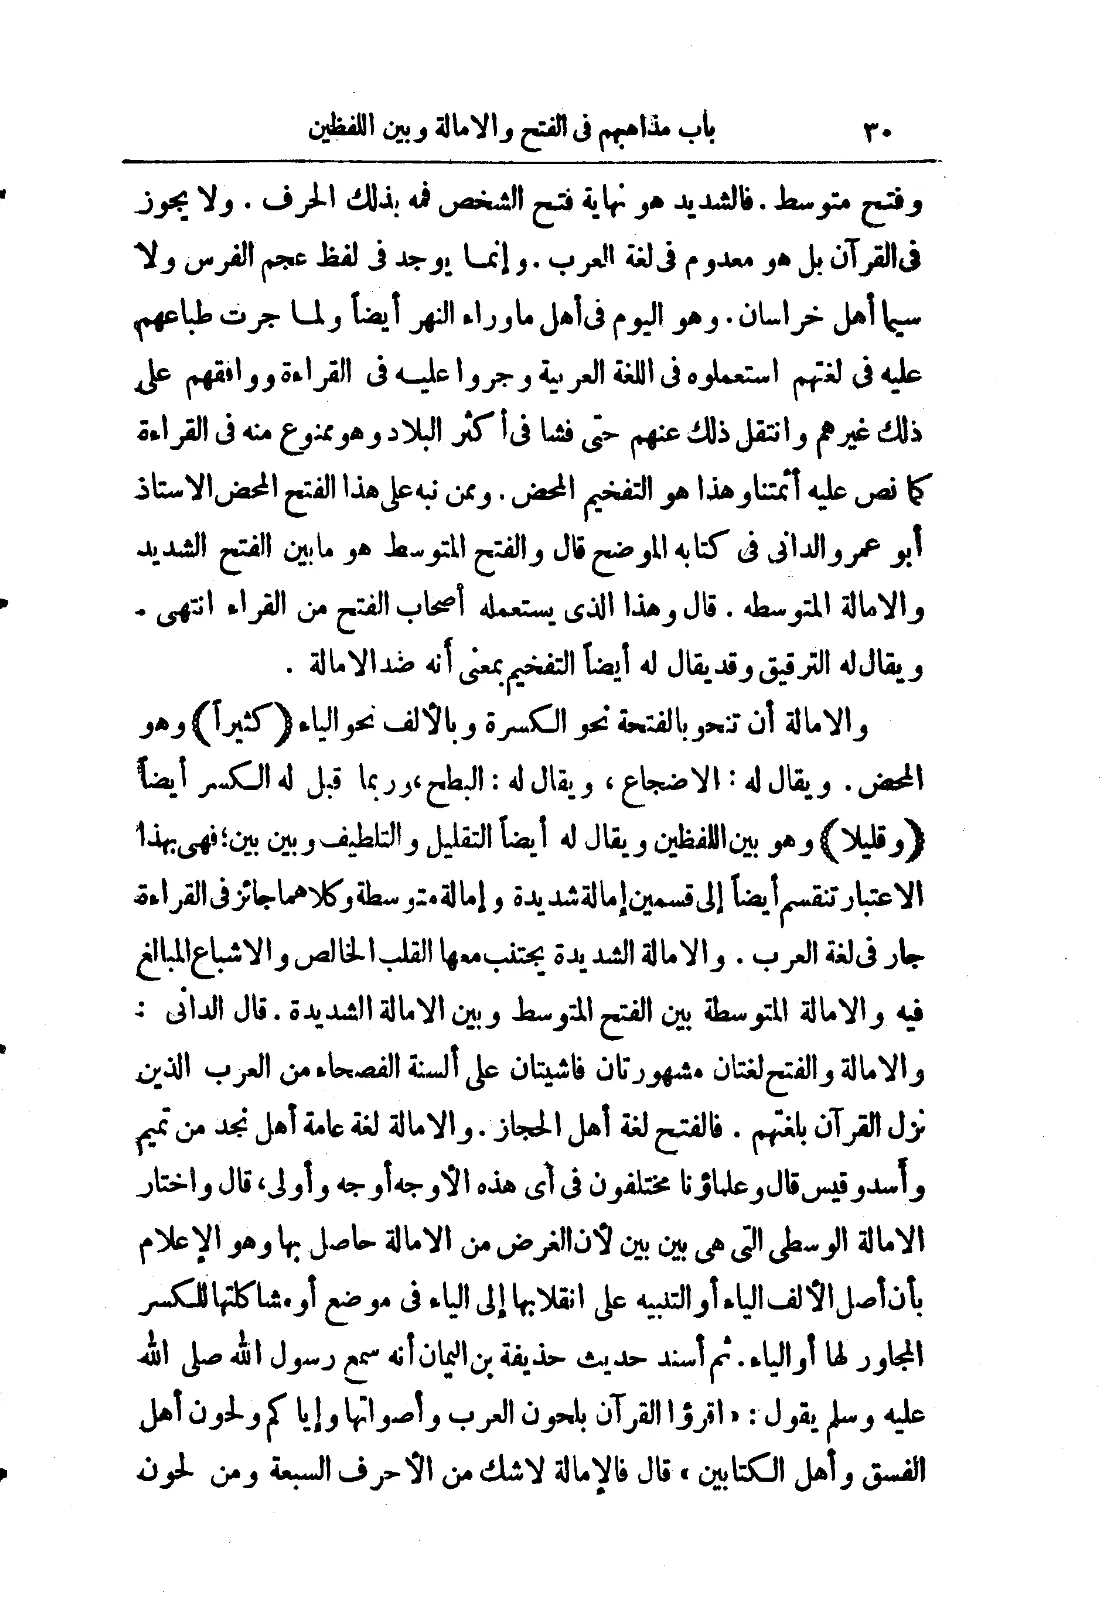 ٣٠ باب مذاهبهم فى الفتح والامالة وبين اللفظين
وفتح متوسط . فالشديد هو نهاية فتح الشخص فمه بذلك الحرف . ولا يجوز
فى القرآن بل هو معدوم فى لغة العرب . وإنما يوجد فى لفظ عجم الفرس ولا
سيما أهل خراسان . وهو اليوم فى أهل ماوراء النهر أيضاً ولما جرت طباعهم
عليه فى لغتهم استعملوه فى اللغة العربية وجروا عليه فى القراءة ووافقهم على
ذلك غيرهم وانتقل ذلك عنهم حتى فشا فى أكثر البلاد وهو ممنوع منه فى القراءة
كما نص عليه أئمتنا وهذا هو التفخيم المحض . وممن نبه على هذا الفتح المحض الاستاذ
أبو عمرو الدانى فى كتابه الموضح قال والفتح المتوسط هو مابين الفتح الشديد
والامالة المتوسطه . قال وهذا الذى يستعمله أصحاب الفتح من القراء انتهى .
ويقال له الترقيق وقد يقال له أيضاً التفخيم بمعنى أنه ضد الامالة .
والامالة أن تنحو بالفتحة نحو الكسرة وبالألف نحو الياء (كثيراً) وهو
المحض . ويقال له : الاضجاع ، ويقال له : البطح ، وربما قيل له الكسر أيضاً
(وقليلا) وهو بين اللفظين ويقال له أيضاً التقليل والتلطيف وبين بين؛ فهى بهذا
الاعتبار تنقسم أيضاً إلى قسمين إمالة شديدة وإمالة متوسطة وكلاهما جائز فى القراءة
جار فى لغة العرب . والامالة الشديدة يجتنب معها القلب الخالص والاشباع المبالغ
فيه والامالة المتوسطة بين الفتح المتوسط وبين الامالة الشديدة . قال الدانى :
والامالة والفتح لغتان مشهورتان فاشيتان على ألسنة الفصحاء من العرب الذين
نزل القرآن بلغتهم . فالفتح لغة أهل الحجاز . والامالة لغة عامة أهل نجد من تميم
وأسد وقيس قال وعلماؤنا مختلفون فى أى هذه الأوجه أوجه وأولى، قال واختار
الامالة الوسطى التى هى بين بين لأن الغرض من الامالة حاصل بها وهو الإعلام
بأن أصل الألف الياء أو التنبيه على انقلابها إلى الياء فى موضع أو مشاكلتها للكسر
المجاور لها أو الياء . ثم أسند حديث حذيفة بن اليمان أنه سمع رسول الله صلى الله
عليه وسلم يقول : « اقرؤا القرآن بلحون العرب وأصواتها وإياكم ولحون أهل
الفسق وأهل الكتابين » قال فالإمالة لاشك من الأحرف السبعة ومن لحون